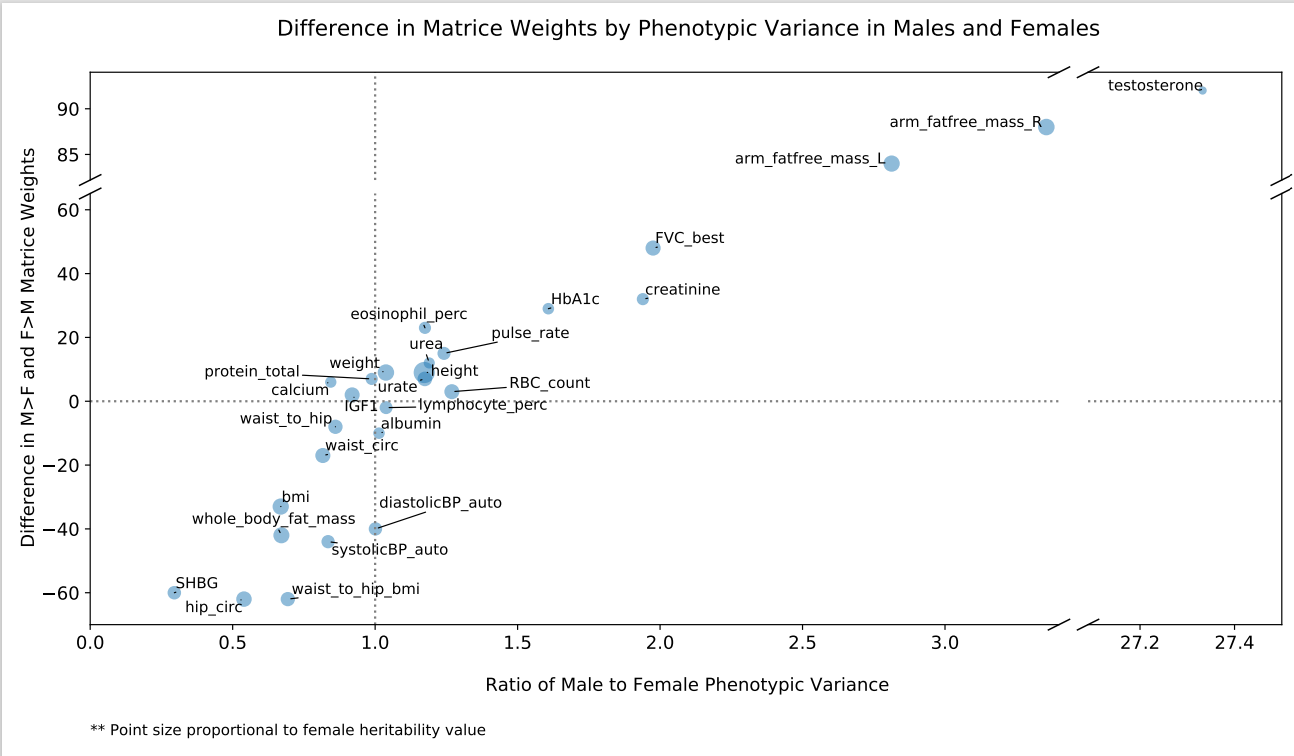 Difference in Matrice Weights by Phenotypic Variance in Males and Females
testosterone
90
arm_fatfree_mass_R
85
arm_fatfree_mass_L
60
FVC_best
40
creatinine
HbA1c
eosinophil_perc
20
pulse_rate
urea
weight
protein_total
height
calcium
urate
RBC_count
0
IGF1
lymphocyte_perc
waist_to_hip
albumin
waist_circ
−20
bmi
diastolicBP_auto
whole_body_fat_mass
−40
systolicBP_auto
SHBG
waist_to_hip_bmi
−60
hip_circ
Difference in M>F and F>M Matrice Weights
0.0 0.5 1.0 1.5 2.0 2.5 3.0 27.2 27.4
Ratio of Male to Female Phenotypic Variance
** Point size proportional to female heritability value